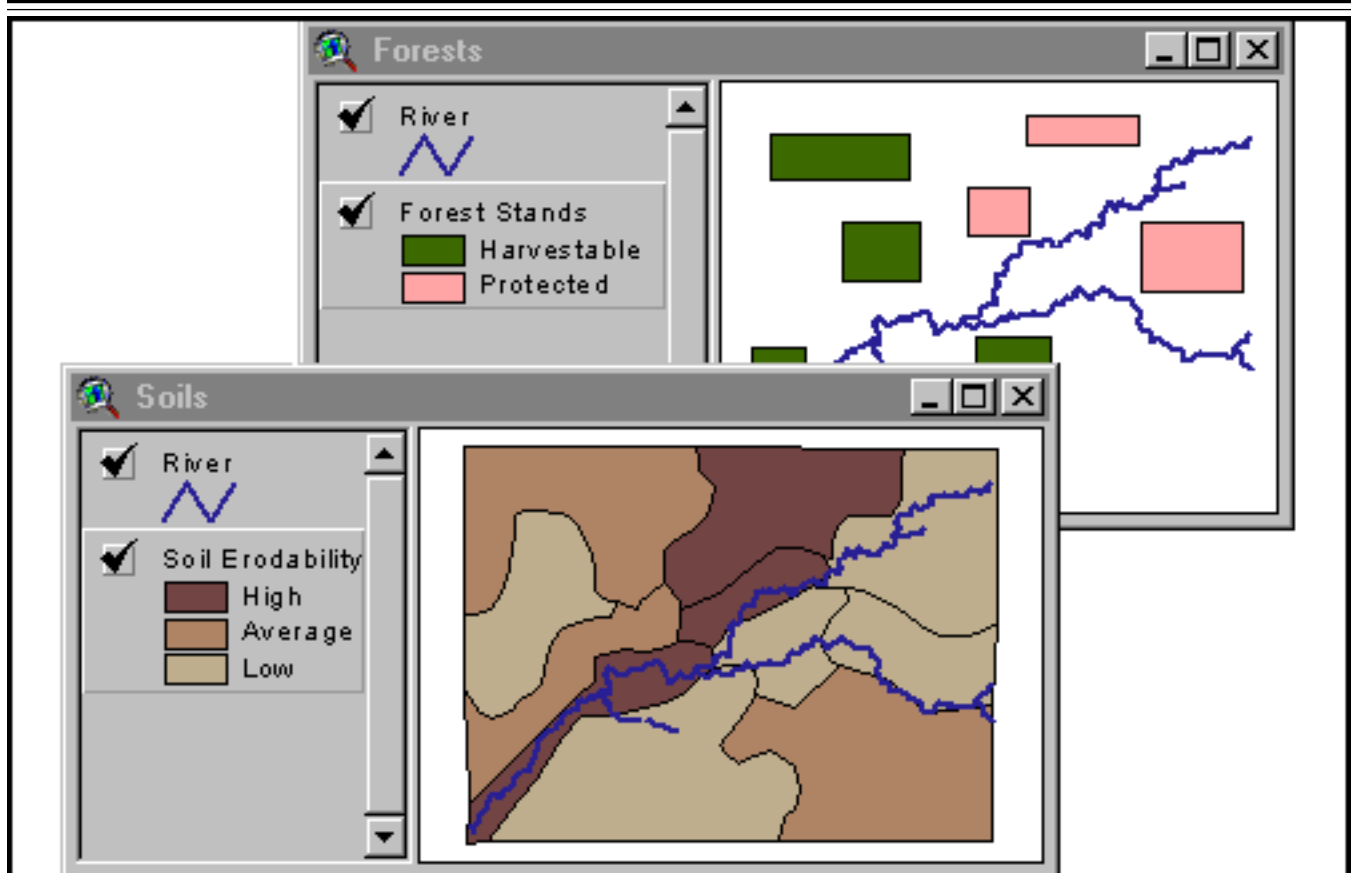 Forests
River
Forest Stands
Harvestable
Protected
Soils
River
Soil Erodability
High
Average
Low